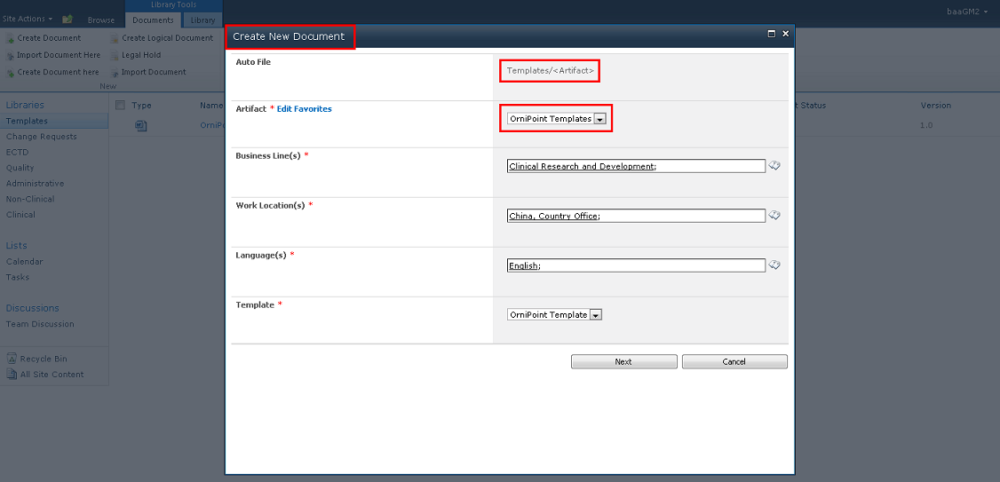 Library Tools
Site Actions
Browse
Documents
Library
baaGM2
Create Document
Create Logical Document
Import Document Here
Legal Hold
Create Document here
Import Document
New
Libraries
Templates
Change Requests
ECTD
Quality
Administrative
Non-Clinical
Clinical
Lists
Calendar
Tasks
Discussions
Team Discussion
Recycle Bin
All Site Content
Type
Status
Version
1.0
Create New Document
Auto File
Templates/<Artifact>
Artifact * Edit Favorites
OrniPoint Templates
Business Line(s) *
Clinical Research and Development;
Work Location(s) *
China, Country Office;
Language(s) *
English;
Template *
OrniPoint Template
Next
Cancel